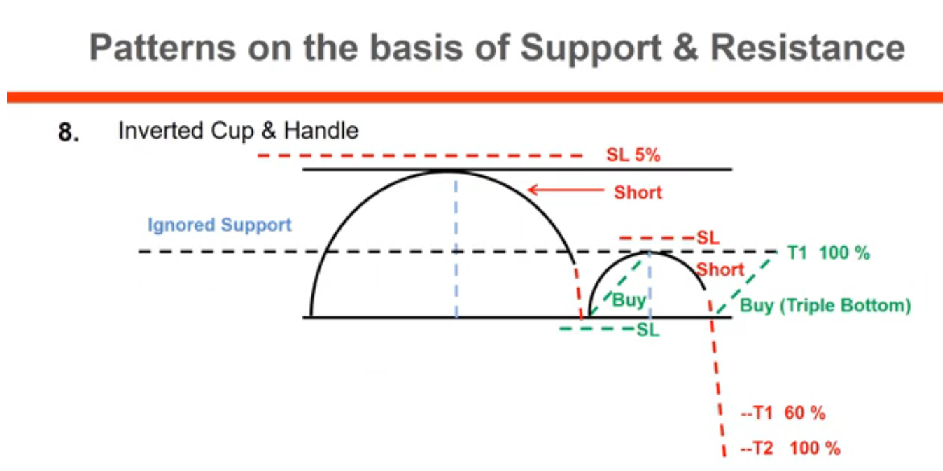 Patterns on the basis of Support & Resistance
8. Inverted Cup & Handle
SL 5%
Short
Ignored Support
SL
T1 100 %
Short
Buy
Buy (Triple Bottom)
SL
--T1 60 %
--T2 100 %